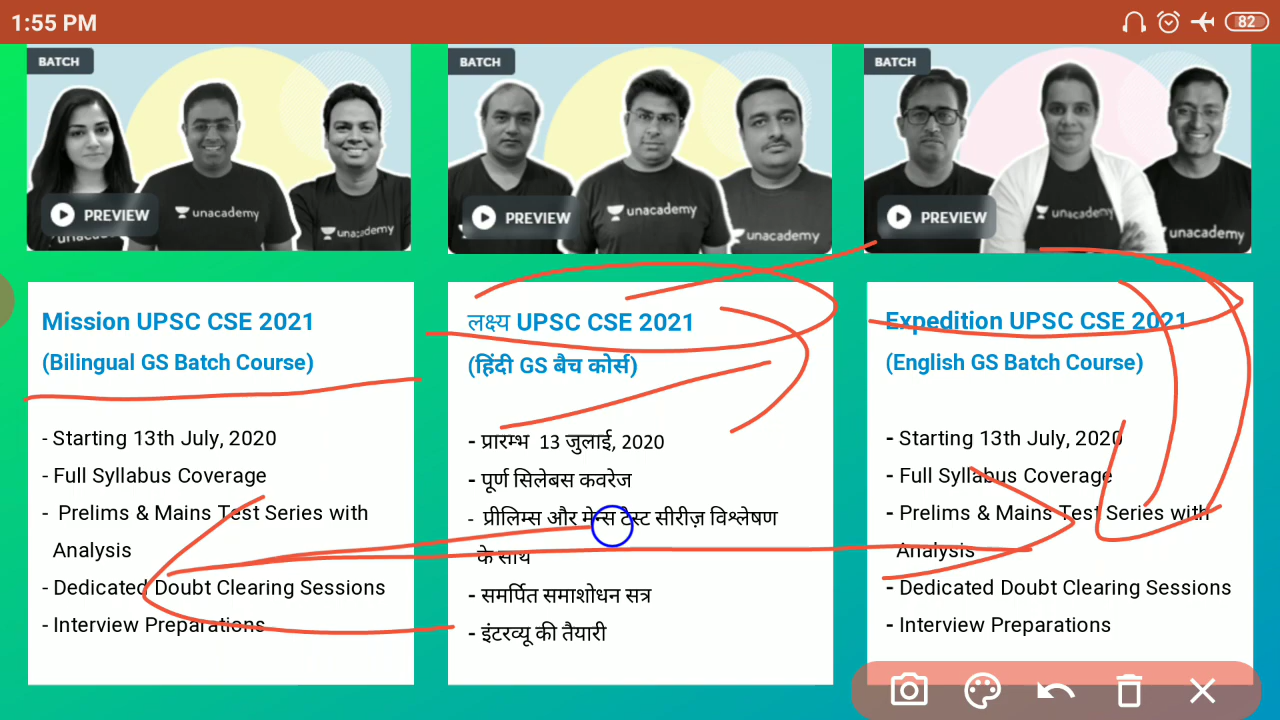 1:55 PM
82
BATCH
PREVIEW
unacademy
unacademy
unacademy
BATCH
PREVIEW
unacademy
unacademy
BATCH
PREVIEW
unacademy
unacademy
Mission UPSC CSE 2021
(Bilingual GS Batch Course)
- Starting 13th July, 2020
- Full Syllabus Coverage
- Prelims & Mains Test Series with
Analysis
- Dedicated Doubt Clearing Sessions
- Interview Preparations
लक्ष्य UPSC CSE 2021
(हिंदी GS बैच कोर्स)
- प्रारम्भ 13 जुलाई, 2020
- पूर्ण सिलेबस कवरेज
- प्रीलिम्स और मेन्स टेस्ट सीरीज़ विश्लेषण
के साथ
- समर्पित समाशोधन सत्र
- इंटरव्यू की तैयारी
Expedition UPSC CSE 2021
(English GS Batch Course)
- Starting 13th July, 2020
- Full Syllabus Coverage
- Prelims & Mains Test Series with
Analysis
- Dedicated Doubt Clearing Sessions
- Interview Preparations